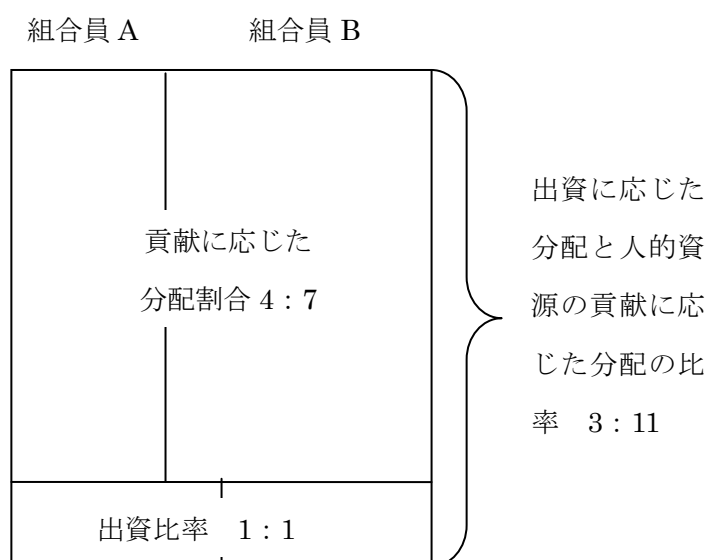 組合員 A 組合員 B
貢献に応じた
分配割合 4：7
出資に応じた
分配と人的資
源の貢献に応
じた分配の比
率　3：11
出資比率　1：1